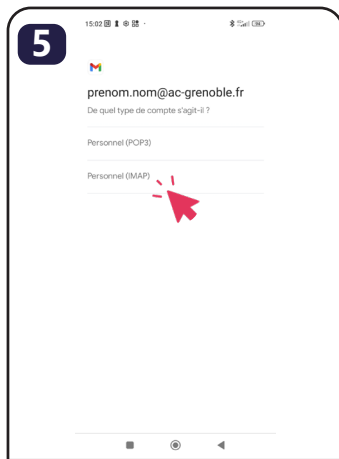 5
15:02
prenom.nom@ac-grenoble.fr
De quel type de compte s'agit-il ?
Personnel (POP3)
Personnel (IMAP)